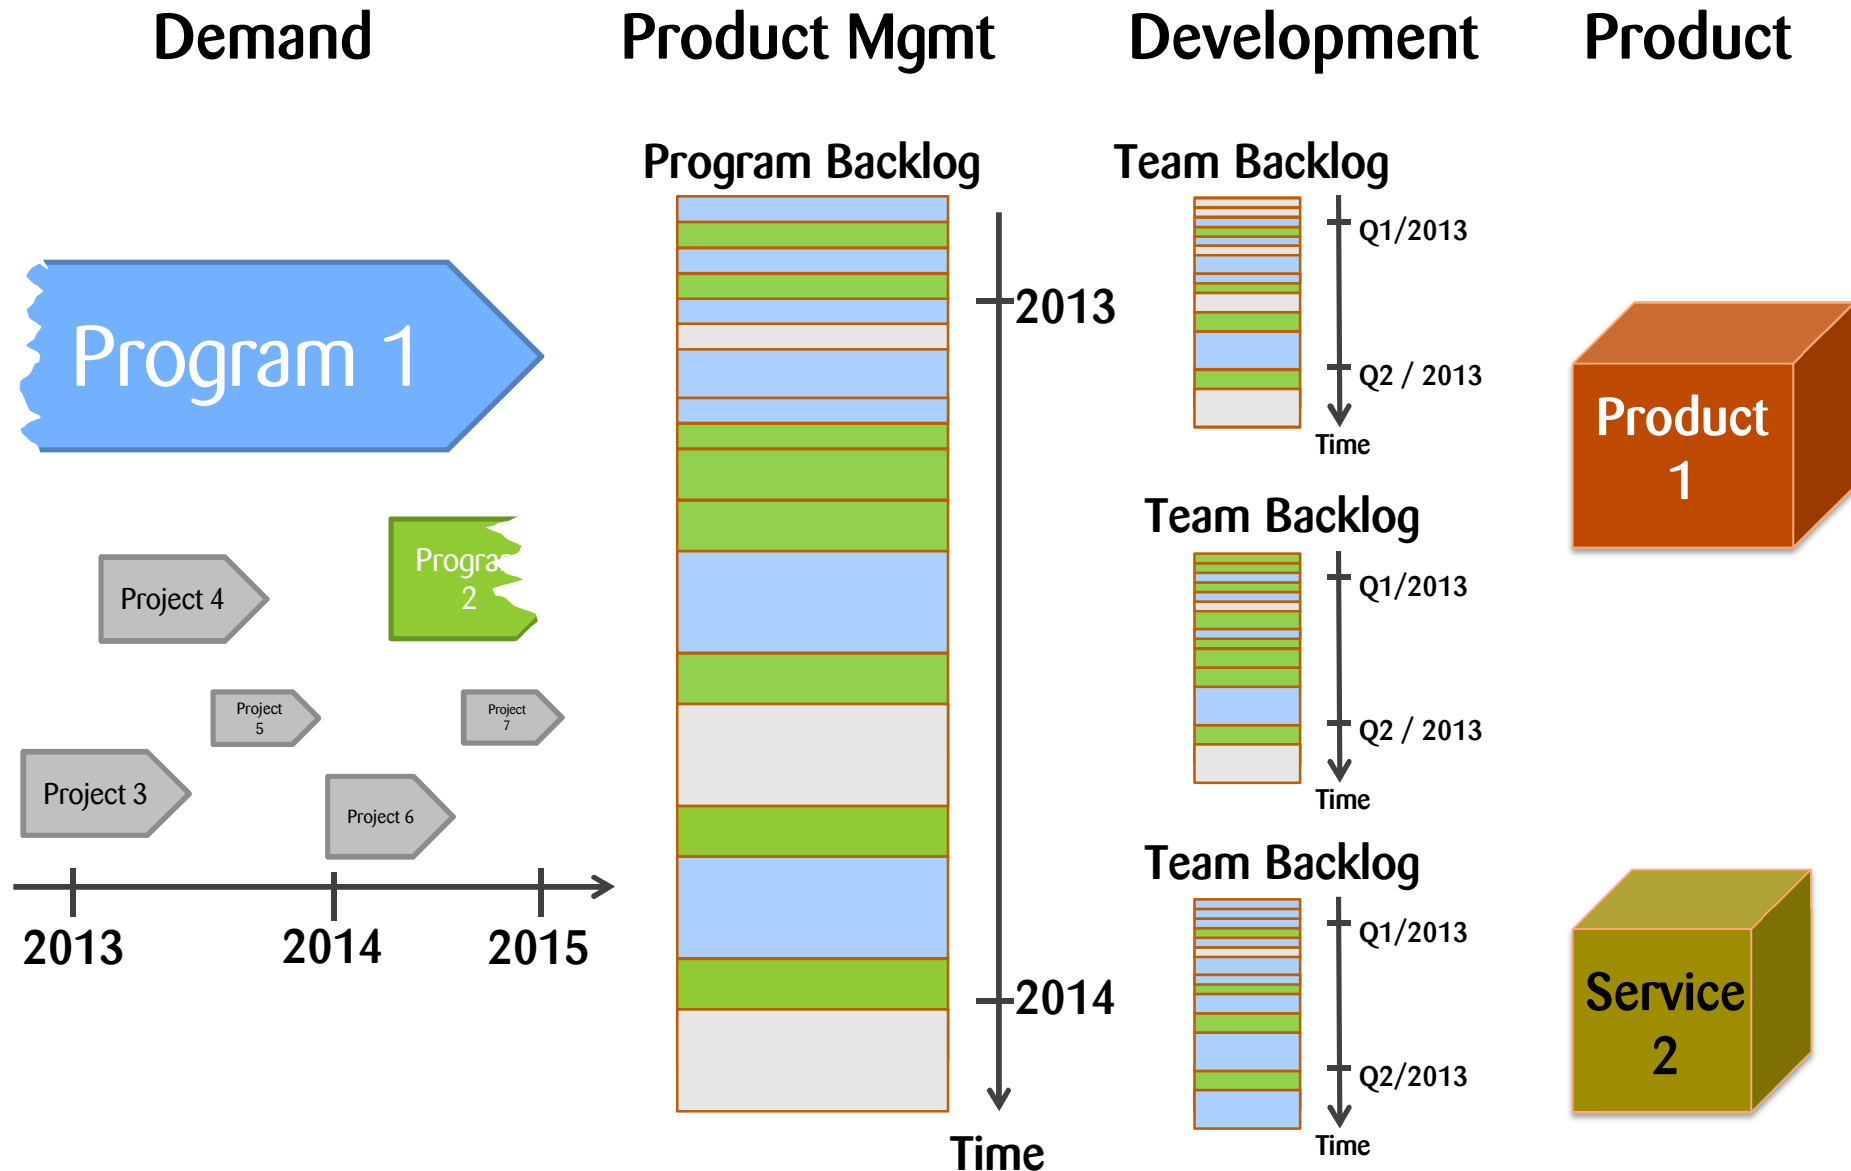 Demand
Product Mgmt
Development
Product
Program 1
Project 4
Program
2
Project
5
Project
7
Project 3
Project 6
2013
2014
2015
Program Backlog
2013
2014
Time
Team Backlog
Q1/2013
Q2 / 2013
Time
Team Backlog
Q1/2013
Q2 / 2013
Time
Team Backlog
Q1/2013
Q2/2013
Time
Product
1
Service
2